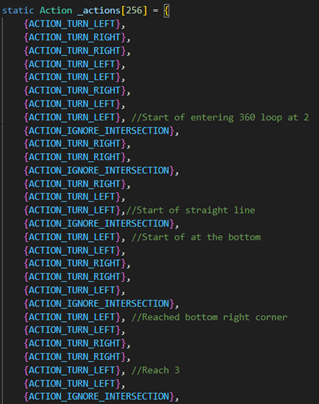 static Action _actions[256] = {
{ACTION_TURN_LEFT},
{ACTION_TURN_RIGHT},
{ACTION_TURN_RIGHT},
{ACTION_TURN_LEFT},
{ACTION_TURN_LEFT},
{ACTION_TURN_RIGHT},
{ACTION_TURN_LEFT},
{ACTION_TURN_LEFT}, //Start of entering 360 loop at 2
{ACTION_IGNORE_INTERSECTION},
{ACTION_TURN_RIGHT},
{ACTION_TURN_RIGHT},
{ACTION_IGNORE_INTERSECTION},
{ACTION_TURN_RIGHT},
{ACTION_TURN_LEFT},
{ACTION_TURN_LEFT},//Start of straight line
{ACTION_IGNORE_INTERSECTION},
{ACTION_TURN_LEFT}, //Start of at the bottom
{ACTION_TURN_LEFT},
{ACTION_TURN_RIGHT},
{ACTION_TURN_RIGHT},
{ACTION_TURN_LEFT},
{ACTION_IGNORE_INTERSECTION},
{ACTION_TURN_LEFT}, //Reached bottom right corner
{ACTION_TURN_LEFT},
{ACTION_TURN_RIGHT},
{ACTION_TURN_RIGHT},
{ACTION_TURN_LEFT}, //Reach 3
{ACTION_IGNORE_INTERSECTION},